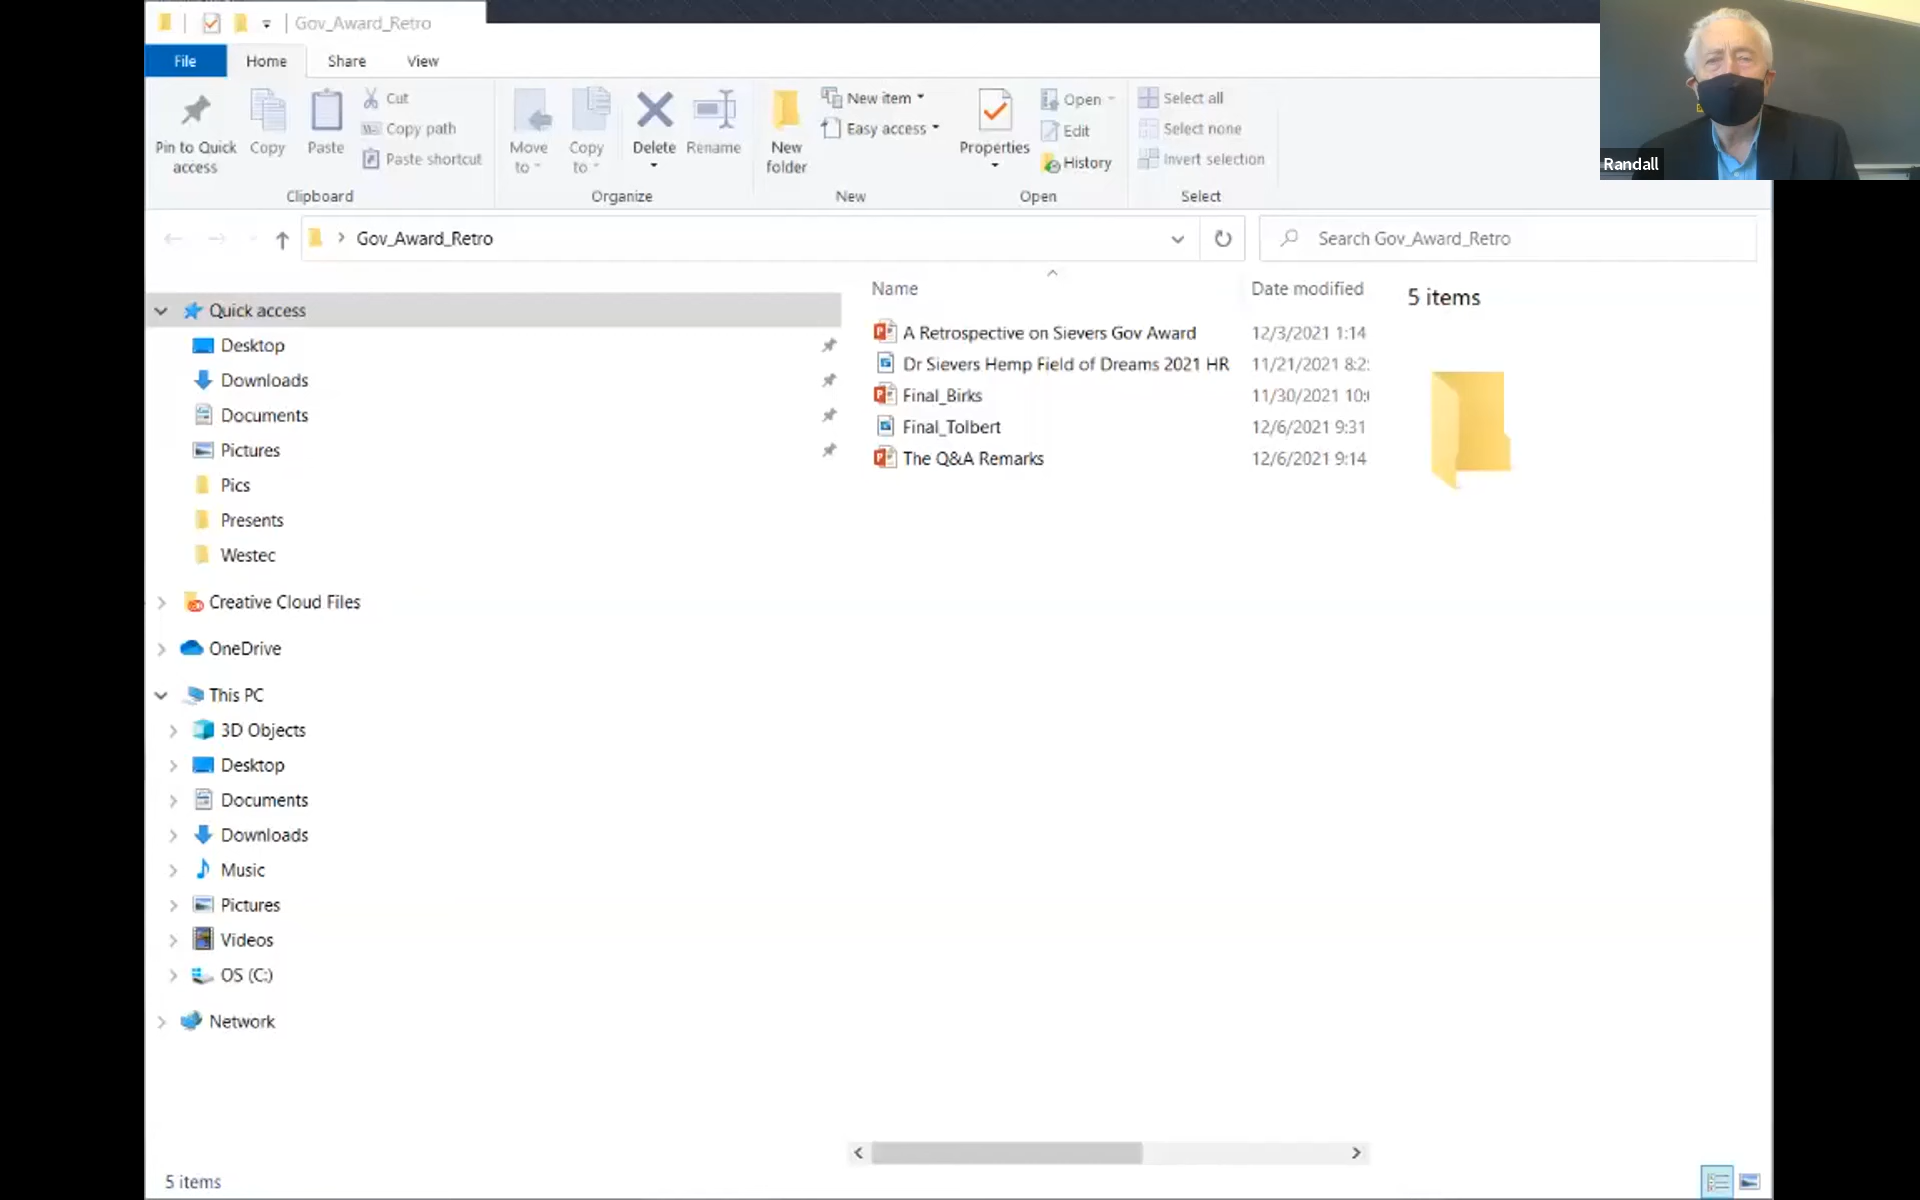 Gov_Award_Retro
File Home Share View
Pin to Quick access
Copy
Paste
Cut
Copy path
Paste shortcut
Clipboard
Move to
Copy to
Delete
Rename
Organize
New folder
New item
Easy access
New
Properties
Open
Edit
History
Open
Select all
Select none
Invert selection
Select
Randall
Gov_Award_Retro
Search Gov_Award_Retro
Quick access
Desktop
Downloads
Documents
Pictures
Pics
Presents
Westec
Creative Cloud Files
OneDrive
This PC
3D Objects
Desktop
Documents
Downloads
Music
Pictures
Videos
OS (C:)
Network
Name Date modified
A Retrospective on Sievers Gov Award 12/3/2021 1:14
Dr Sievers Hemp Field of Dreams 2021 HR 11/21/2021 8:2
Final_Birks 11/30/2021 10:
Final_Tolbert 12/6/2021 9:31
The Q&A Remarks 12/6/2021 9:14
5 items
5 items